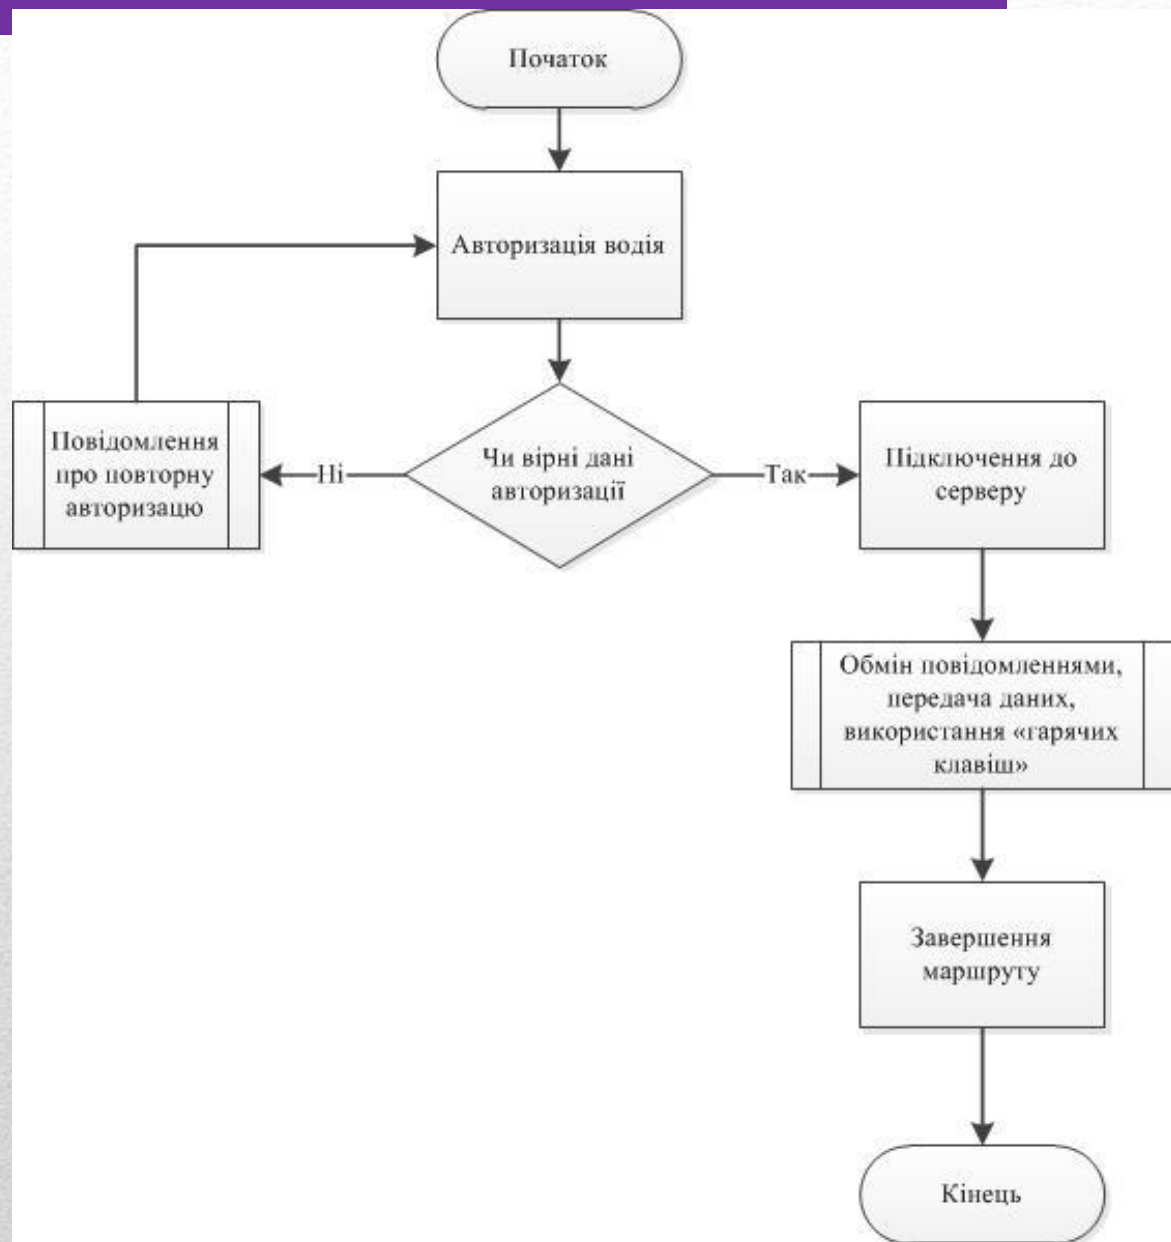 Початок
Авторизація водія
Повідомлення
про повторну
авторизацю
Ні
Чи вірні дані
авторизації
Так
Підключення до
серверу
Обмін повідомленнями,
передача даних,
використання «гарячих
клавіш»
Завершення
маршруту
Кінець